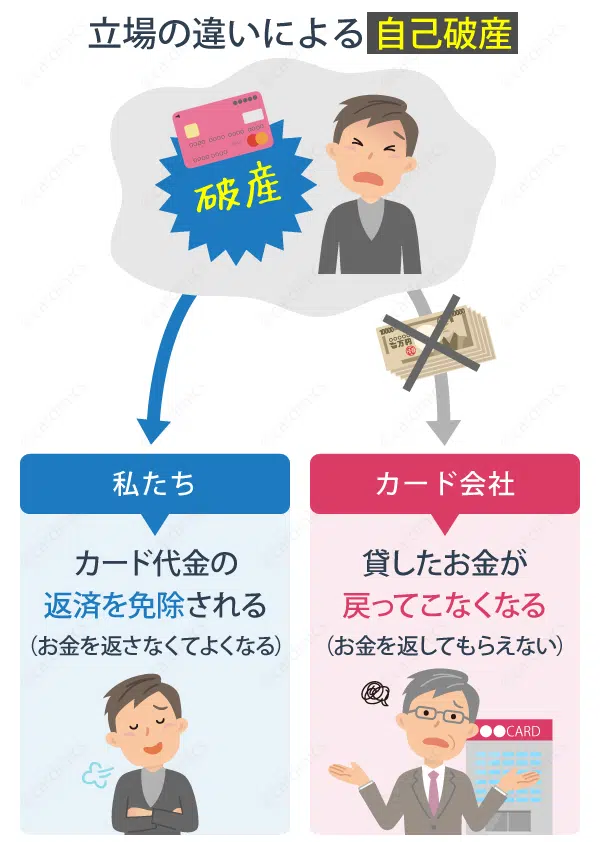 立場の違いによる 自己破産
破産
私たち
カード代金の
返済を免除される
(お金を返さなくてよくなる)
カード会社
貸したお金が
戻ってこなくなる
(お金を返してもらえない)
●●CARD